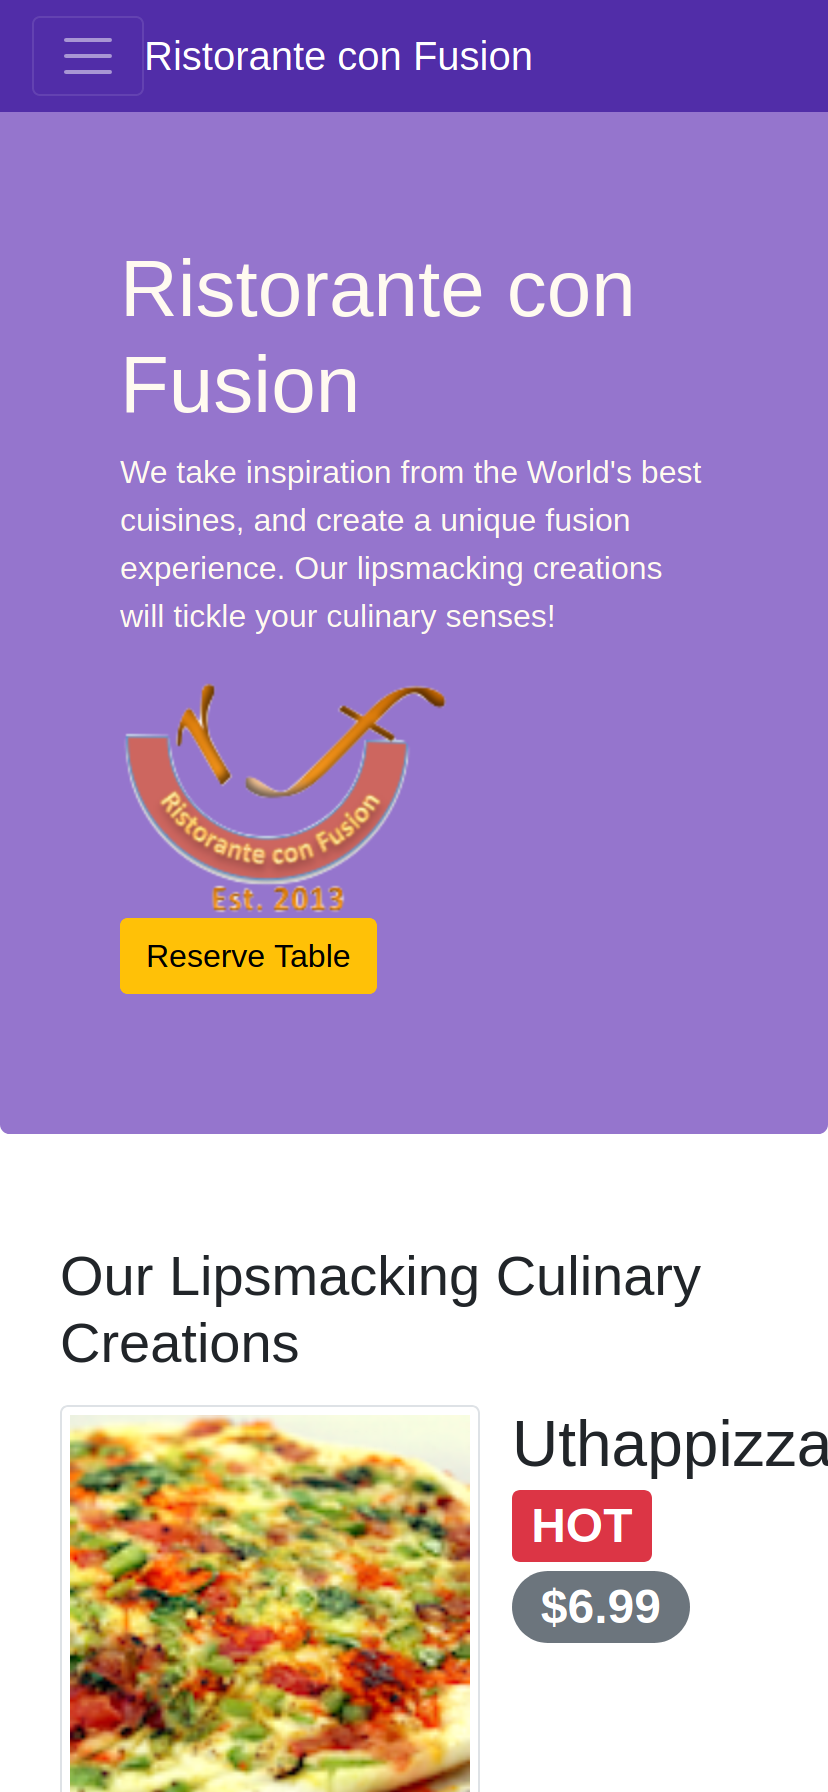 Ristorante con Fusion
Ristorante con
Fusion
We take inspiration from the World's best
cuisines, and create a unique fusion
experience. Our lipsmacking creations
will tickle your culinary senses!
Ristorante con Fusion
Est. 2013
Reserve Table
Our Lipsmacking Culinary
Creations
Uthappizza
HOT
$6.99